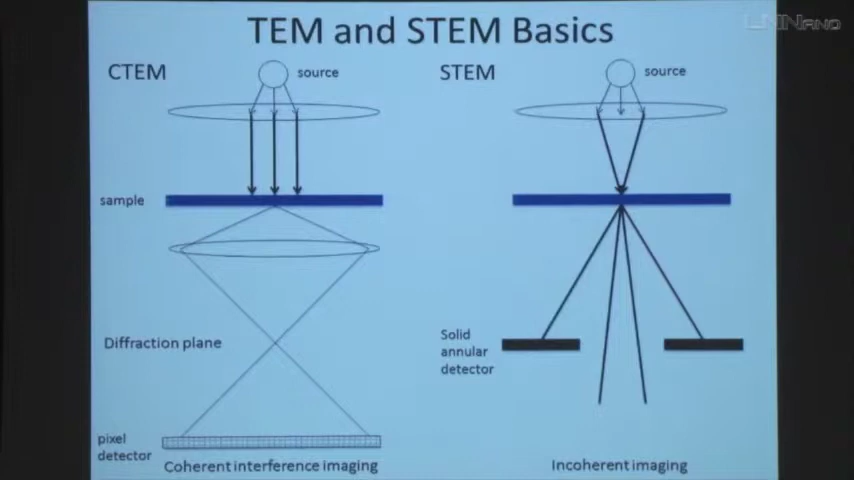 LNNano
TEM and STEM Basics
CTEM
source
STEM
source
sample
Diffraction plane
Solid
annular
detector
pixel
detector
Coherent interference imaging
Incoherent imaging